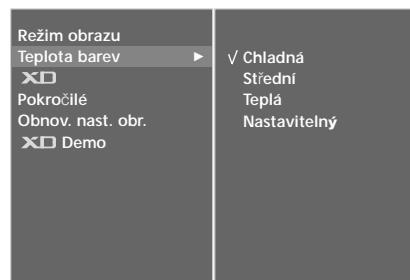 Režim obrazu
Teplota barev ►
XD
Pokročilé
Obnov. nast. obr.
XD Demo
√ Chladná
Střední
Teplá
Nastavitelný